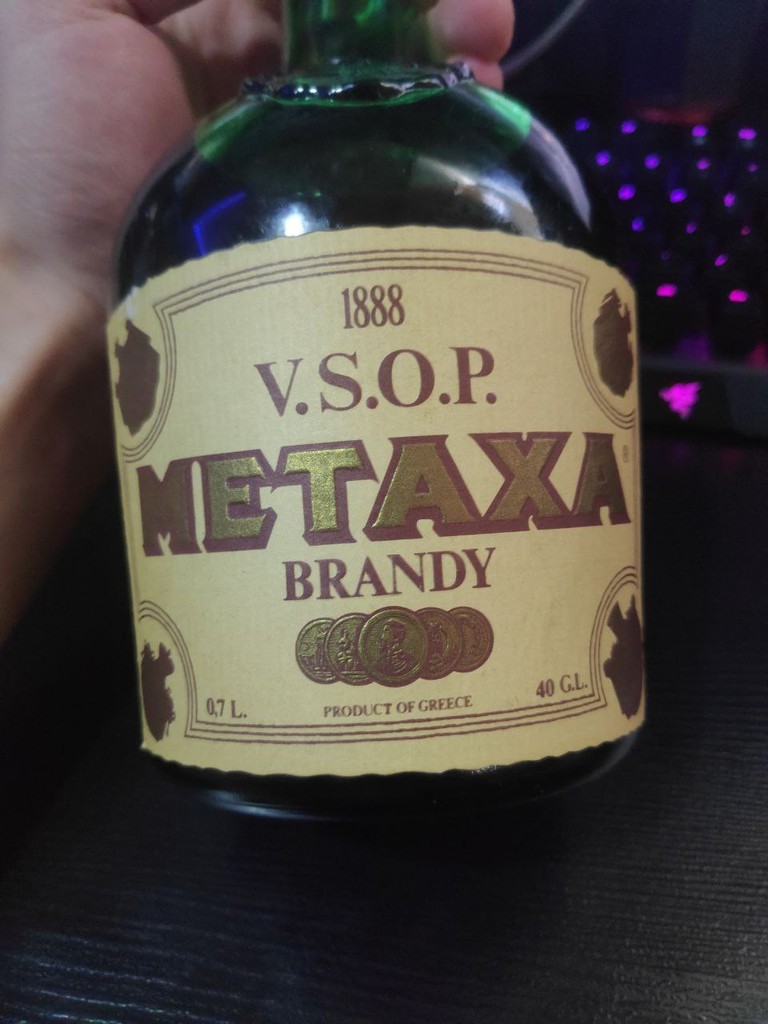 1888
V.S.O.P.
METAXA
BRANDY
0,7 L.
PRODUCT OF GREECE
40 G.L.